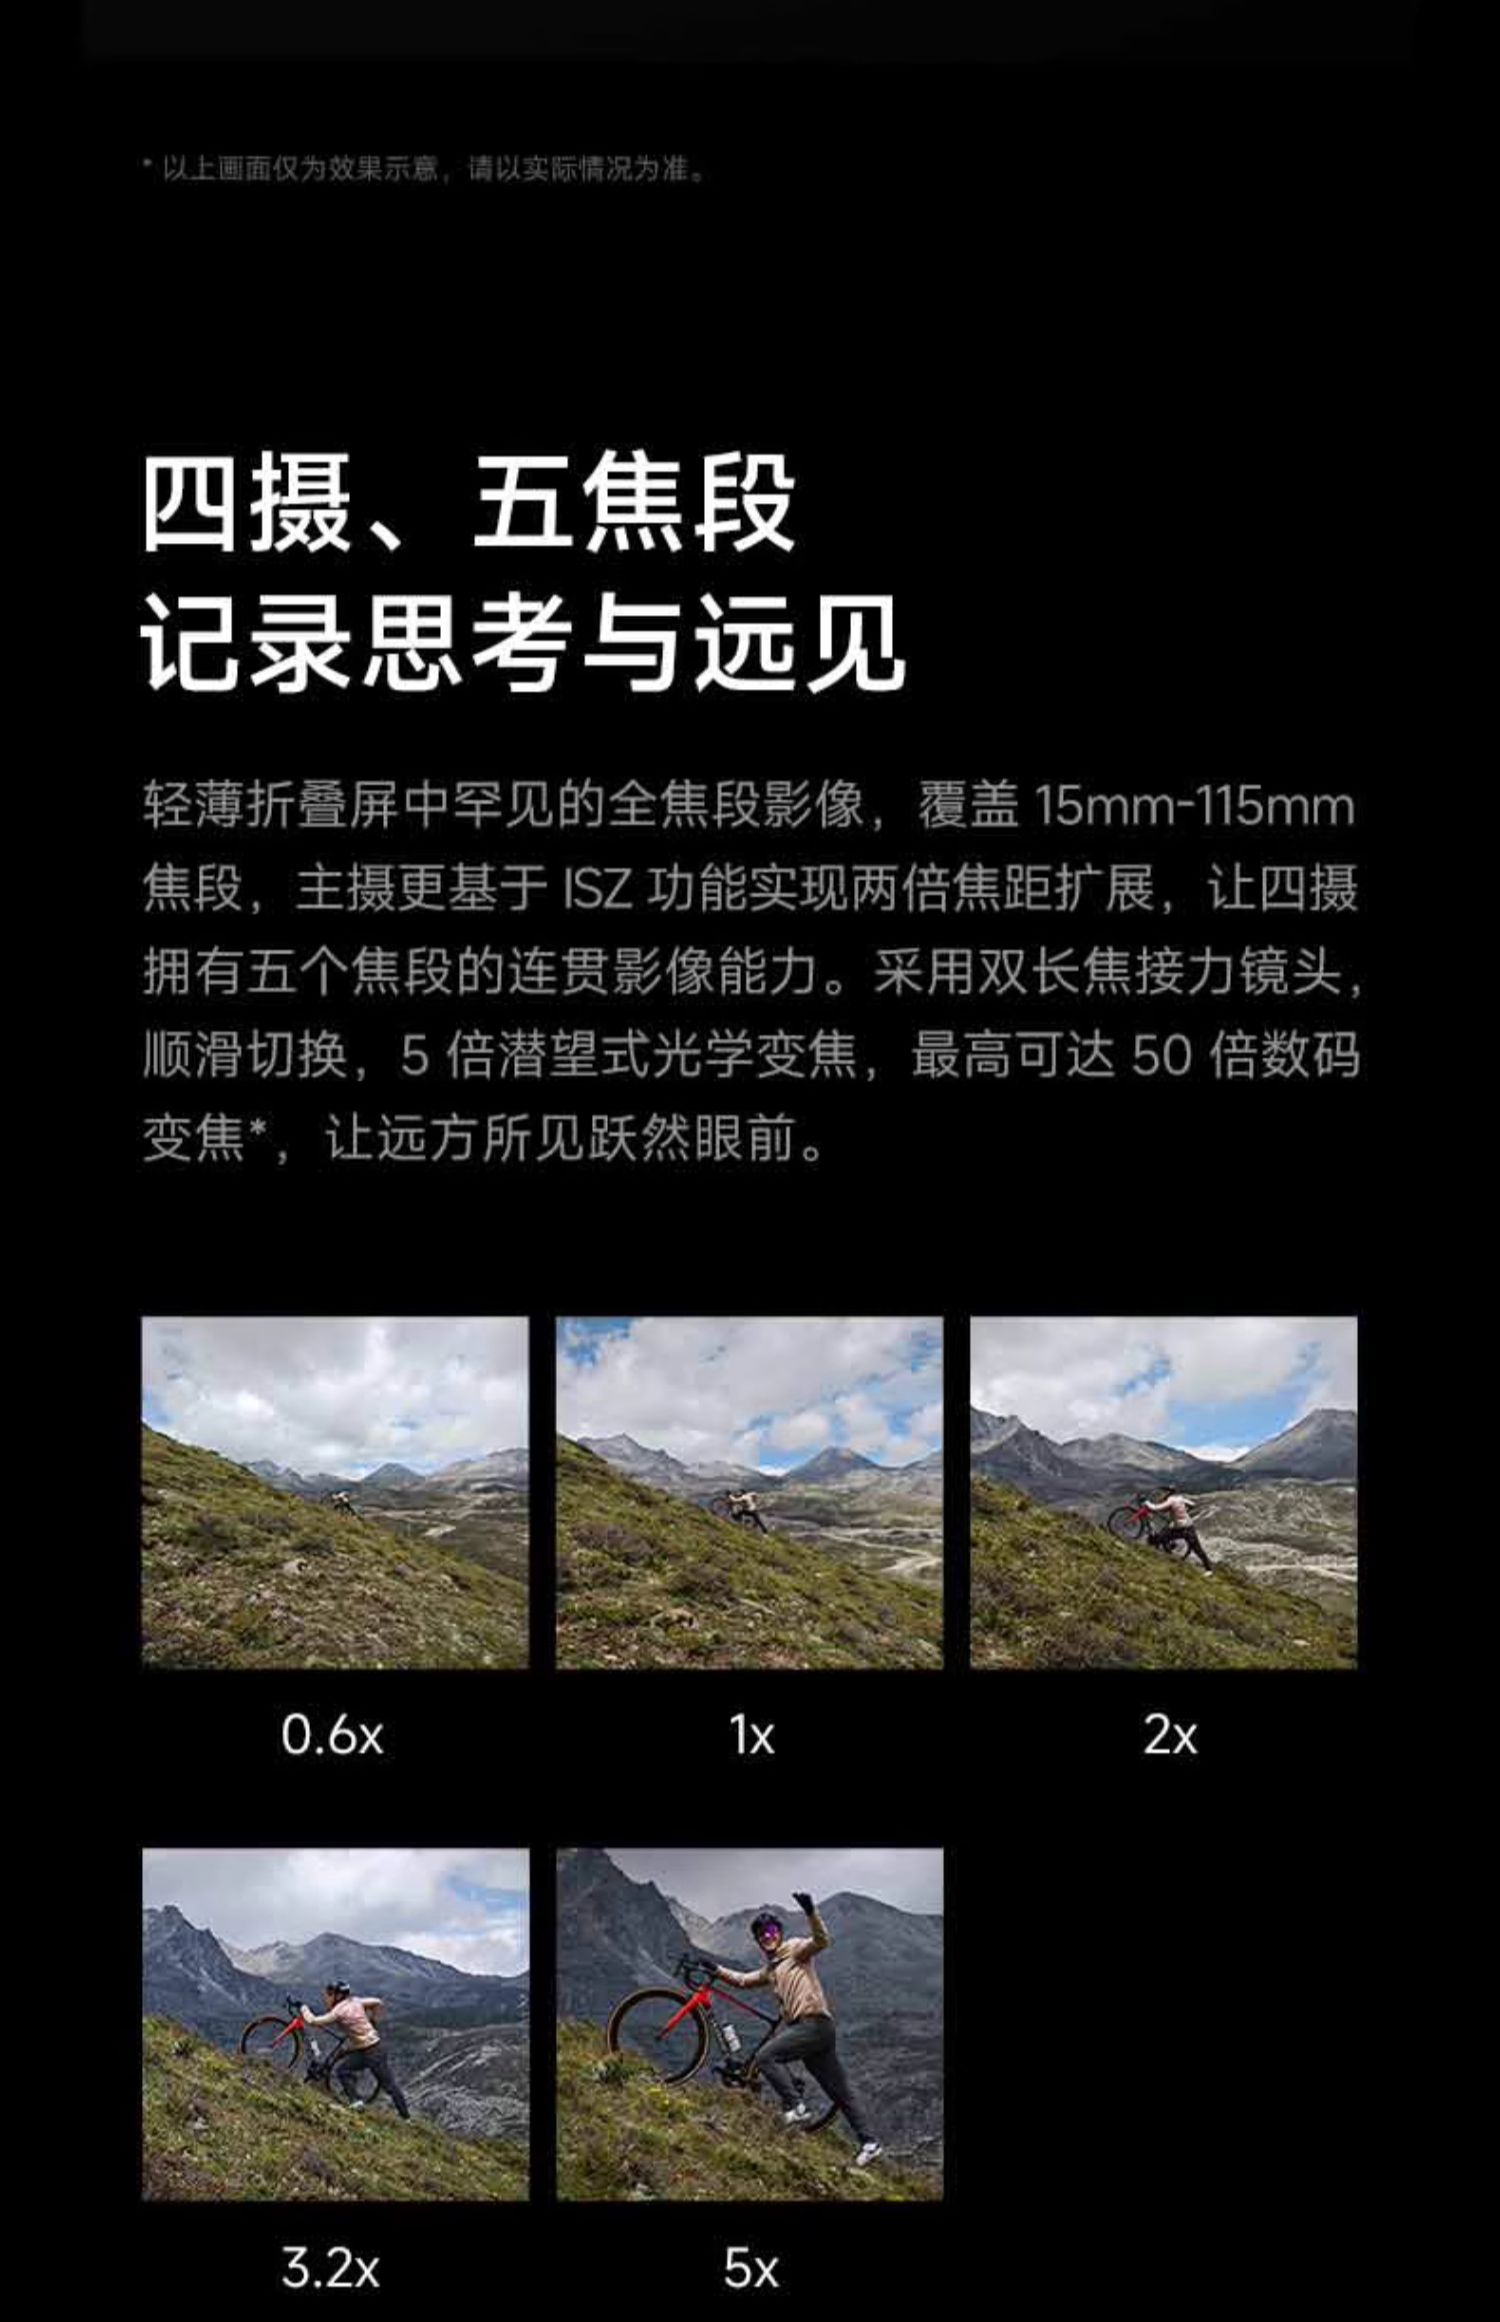 * 以上画面仅为效果示意，请以实际情况为准。
四摄、五焦段
记录思考与远见
轻薄折叠屏中罕见的全焦段影像，覆盖 15mm-115mm
焦段，主摄更基于 ISZ 功能实现两倍焦距扩展，让四摄
拥有五个焦段的连贯影像能力。采用双长焦接力镜头，
顺滑切换，5 倍潜望式光学变焦，最高可达 50 倍数码
变焦*，让远方所见跃然眼前。
0.6x
1x
2x
3.2x
5x